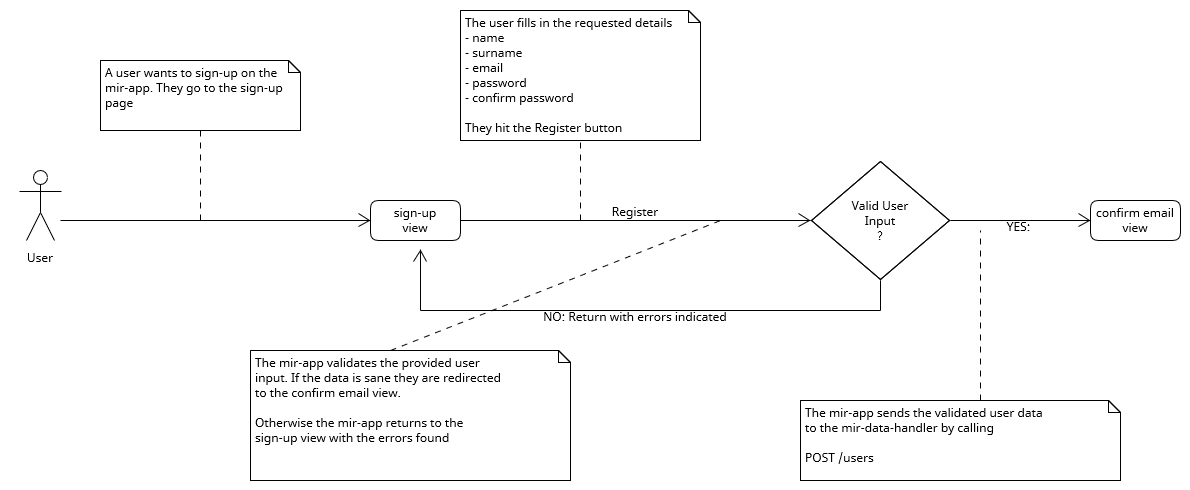 The user fills in the requested details
- name
- surname
- email
- password
- confirm password
They hit the Register button
A user wants to sign-up on the
mir-app. They go to the sign-up
page
User
sign-up
view
Register
Valid User
Input
?
YES:
confirm email
view
NO: Return with errors indicated
The mir-app validates the provided user
input. If the data is sane they are redirected
to the confirm email view.
Otherwise the mir-app returns to the
sign-up view with the errors found
The mir-app sends the validated user data
to the mir-data-handler by calling
POST /users